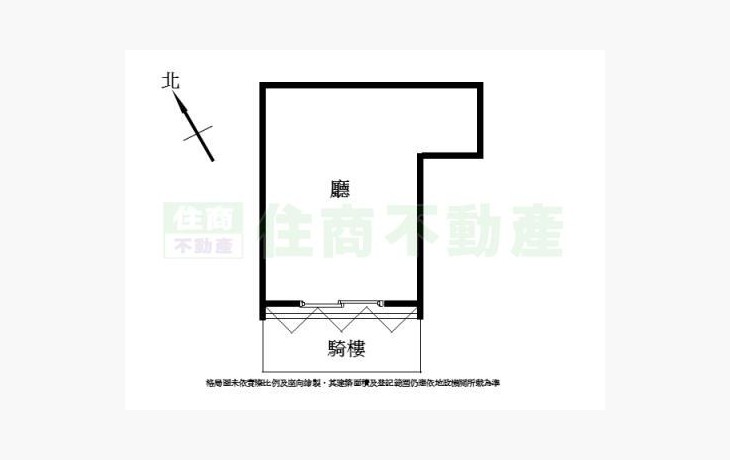 北
廳
住商
不動產
住商不動產
騎樓
格局圖未依實際比例及座向繪製，其建築面積及登記範圍仍應依地政機關所載為準